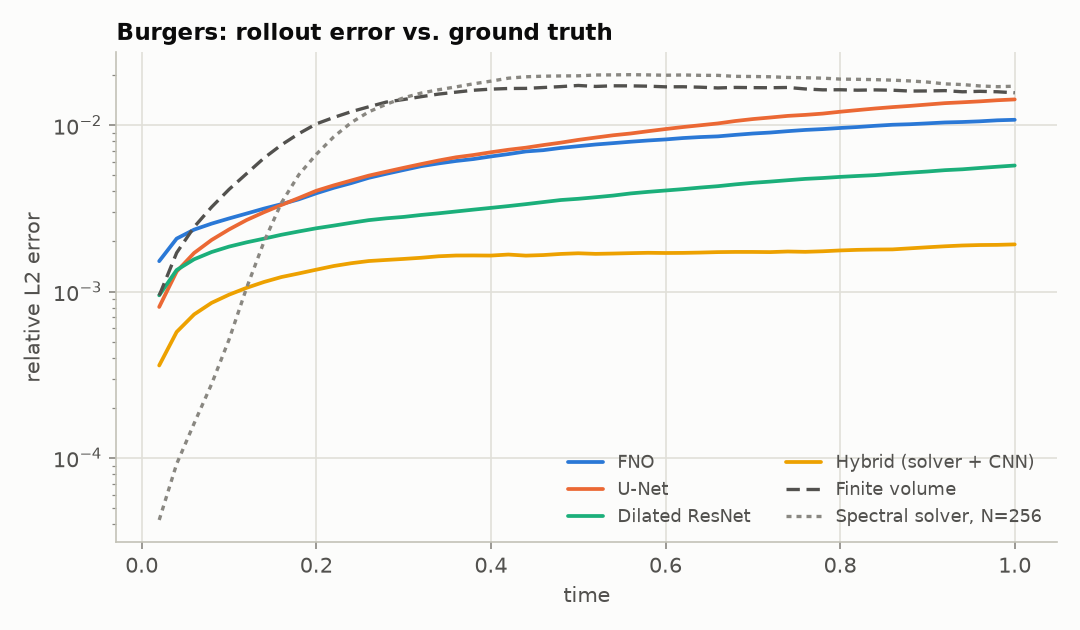 Burgers: rollout error vs. ground truth
relative L2 error
10⁻²
10⁻³
10⁻⁴
FNO
U-Net
Dilated ResNet
Hybrid (solver + CNN)
Finite volume
Spectral solver, N=256
0.0 0.2 0.4 0.6 0.8 1.0
time